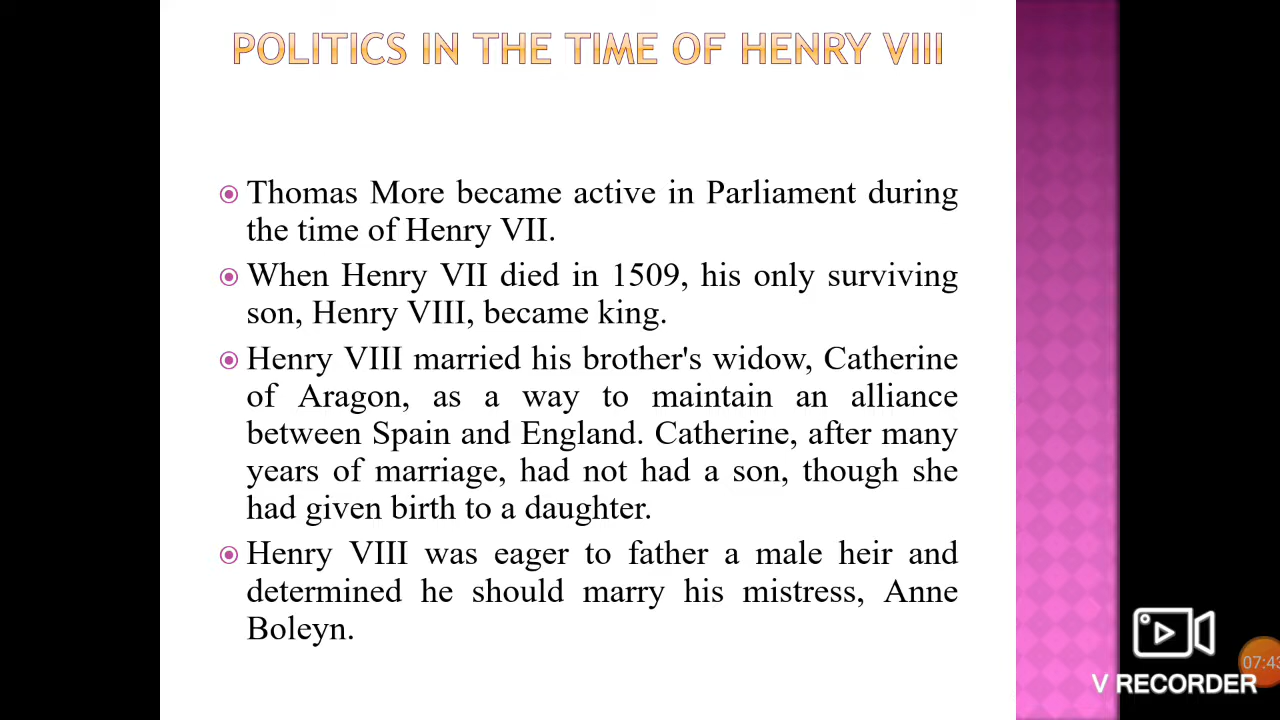 POLITICS IN THE TIME OF HENRY VIII
Thomas More became active in Parliament during
the time of Henry VII.
When Henry VII died in 1509, his only surviving
son, Henry VIII, became king.
Henry VIII married his brother's widow, Catherine
of Aragon, as a way to maintain an alliance
between Spain and England. Catherine, after many
years of marriage, had not had a son, though she
had given birth to a daughter.
Henry VIII was eager to father a male heir and
determined he should marry his mistress, Anne
Boleyn.
07:43
V RECORDER